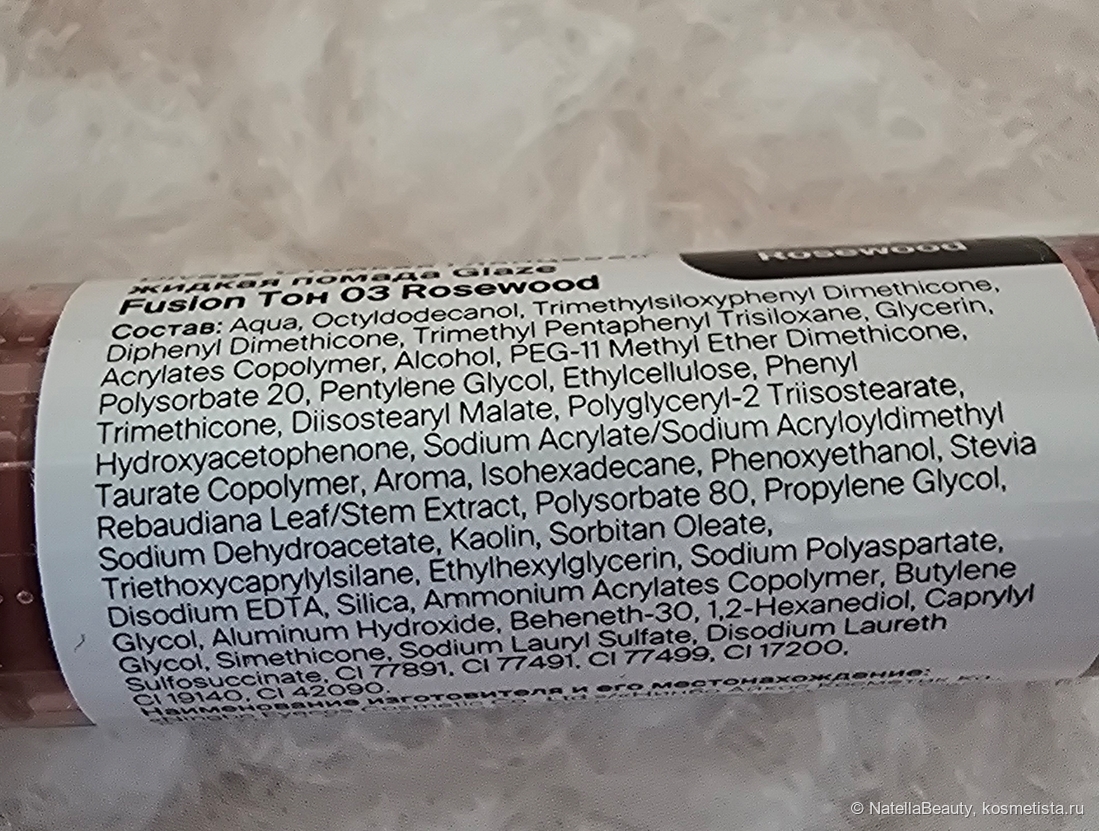 Rosewood
жидкая помада Glaze
Fusion Тон 03 Rosewood
Состав: Aqua, Octyldodecanol, Trimethylsiloxyphenyl Dimethicone,
Diphenyl Dimethicone, Trimethyl Pentaphenyl Trisiloxane, Glycerin,
Acrylates Copolymer, Alcohol, PEG-11 Methyl Ether Dimethicone,
Polysorbate 20, Pentylene Glycol, Ethylcellulose, Phenyl
Trimethicone, Diisostearyl Malate, Polyglyceryl-2 Triisostearate,
Hydroxyacetophenone, Sodium Acrylate/Sodium Acryloyldimethyl
Taurate Copolymer, Aroma, Isohexadecane, Phenoxyethanol, Stevia
Rebaudiana Leaf/Stem Extract, Polysorbate 80, Propylene Glycol,
Sodium Dehydroacetate, Kaolin, Sorbitan Oleate,
Triethoxycaprylylsilane, Ethylhexylglycerin, Sodium Polyaspartate,
Disodium EDTA, Silica, Ammonium Acrylates Copolymer, Butylene
Glycol, Aluminum Hydroxide, Beheneth-30, 1,2-Hexanediol, Caprylyl
Glycol, Simethicone, Sodium Lauryl Sulfate, Disodium Laureth
Sulfosuccinate, CI 77891, CI 77491, CI 77499, CI 17200,
CI 19140, CI 42090.
Наименование изготовителя и его местонахождение:
© NatellaBeauty, kosmetista.ru